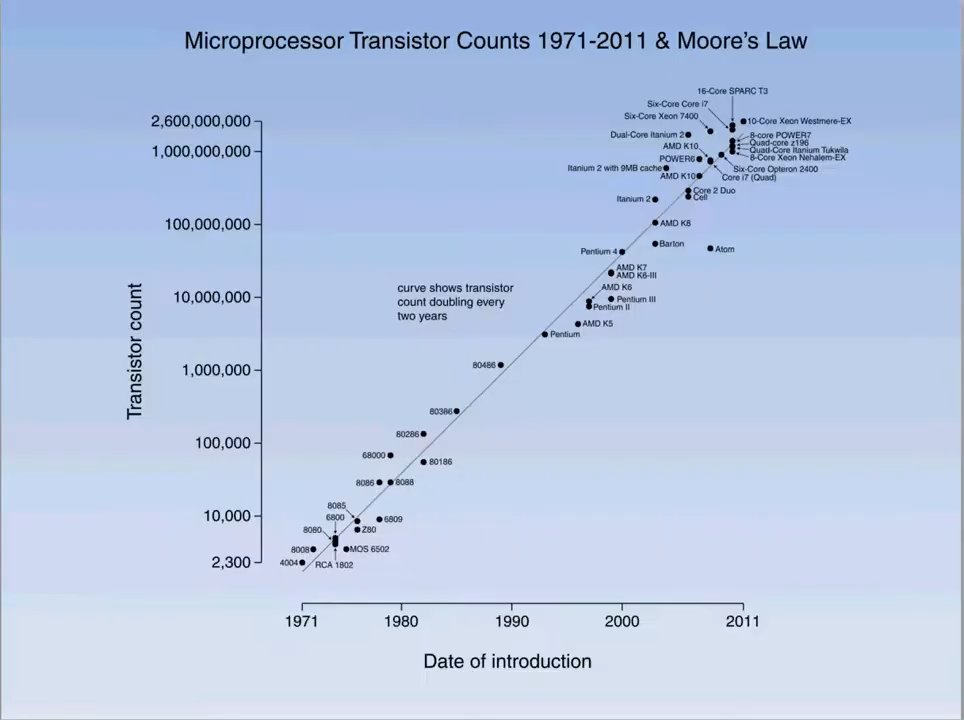 Microprocessor Transistor Counts 1971-2011 & Moore's Law
16-Core SPARC T3
Six-Core Core i7
Six-Core Xeon 7400
2,600,000,000
10-Core Xeon Westmere-EX
Dual-Core Itanium 2
8-core POWER7
Quad-core z196
AMD K10
Quad-Core Itanium Tukwila
1,000,000,000
8-Core Xeon Nehalem-EX
POWER6
Itanium 2 with 9MB cache
Six-Core Opteron 2400
AMD K10
Core i7 (Quad)
Core 2 Duo
Itanium 2
Cell
100,000,000
AMD K8
Barton
Pentium 4
Atom
AMD K7
AMD K6-III
curve shows transistor
count doubling every
two years
AMD K6
10,000,000
Pentium III
Pentium II
AMD K5
Pentium
Transistor count
80486
1,000,000
80386
80286
100,000
68000
80186
8086
8088
8085
10,000
6800
6809
8080
Z80
8008
MOS 6502
2,300
4004
RCA 1802
1971
1980
1990
2000
2011
Date of introduction